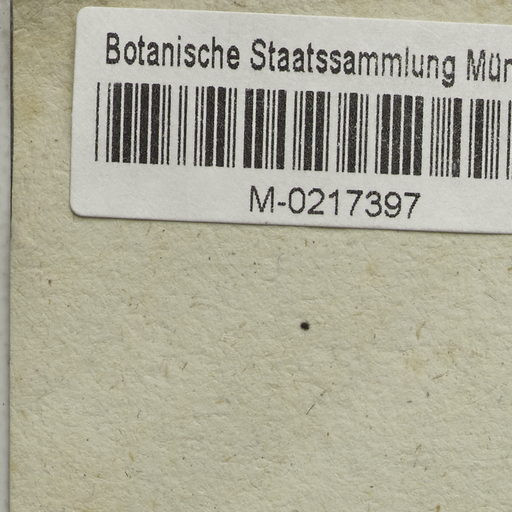 Botanische Staatssammlung Mün
M-0217397